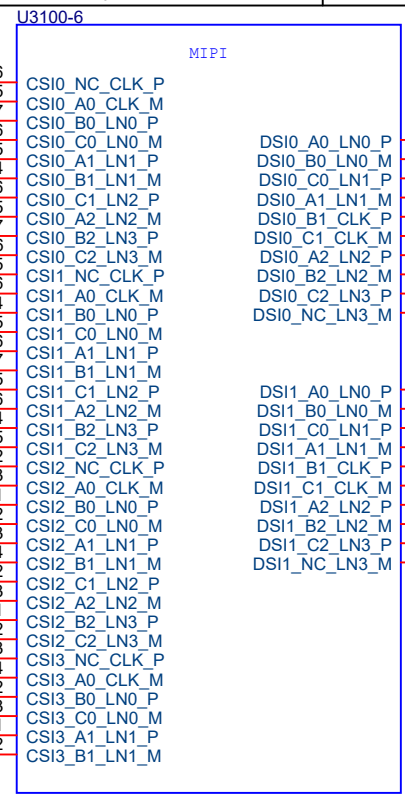 U3100-6
MIPI
CSI0_NC_CLK_P
CSI0_A0_CLK_M
CSI0_B0_LN0_P
CSI0_C0_LN0_M
CSI0_A1_LN1_P
CSI0_B1_LN1_M
CSI0_C1_LN2_P
CSI0_A2_LN2_M
CSI0_B2_LN3_P
CSI0_C2_LN3_M
CSI1_NC_CLK_P
CSI1_A0_CLK_M
CSI1_B0_LN0_P
CSI1_C0_LN0_M
CSI1_A1_LN1_P
CSI1_B1_LN1_M
CSI1_C1_LN2_P
CSI1_A2_LN2_M
CSI1_B2_LN3_P
CSI1_C2_LN3_M
CSI2_NC_CLK_P
CSI2_A0_CLK_M
CSI2_B0_LN0_P
CSI2_C0_LN0_M
CSI2_A1_LN1_P
CSI2_B1_LN1_M
CSI2_C1_LN2_P
CSI2_A2_LN2_M
CSI2_B2_LN3_P
CSI2_C2_LN3_M
CSI3_NC_CLK_P
CSI3_A0_CLK_M
CSI3_B0_LN0_P
CSI3_C0_LN0_M
CSI3_A1_LN1_P
CSI3_B1_LN1_M
DSI0_A0_LN0_P
DSI0_B0_LN0_M
DSI0_C0_LN1_P
DSI0_A1_LN1_M
DSI0_B1_CLK_P
DSI0_C1_CLK_M
DSI0_A2_LN2_P
DSI0_B2_LN2_M
DSI0_C2_LN3_P
DSI0_NC_LN3_M
DSI1_A0_LN0_P
DSI1_B0_LN0_M
DSI1_C0_LN1_P
DSI1_A1_LN1_M
DSI1_B1_CLK_P
DSI1_C1_CLK_M
DSI1_A2_LN2_P
DSI1_B2_LN2_M
DSI1_C2_LN3_P
DSI1_NC_LN3_M